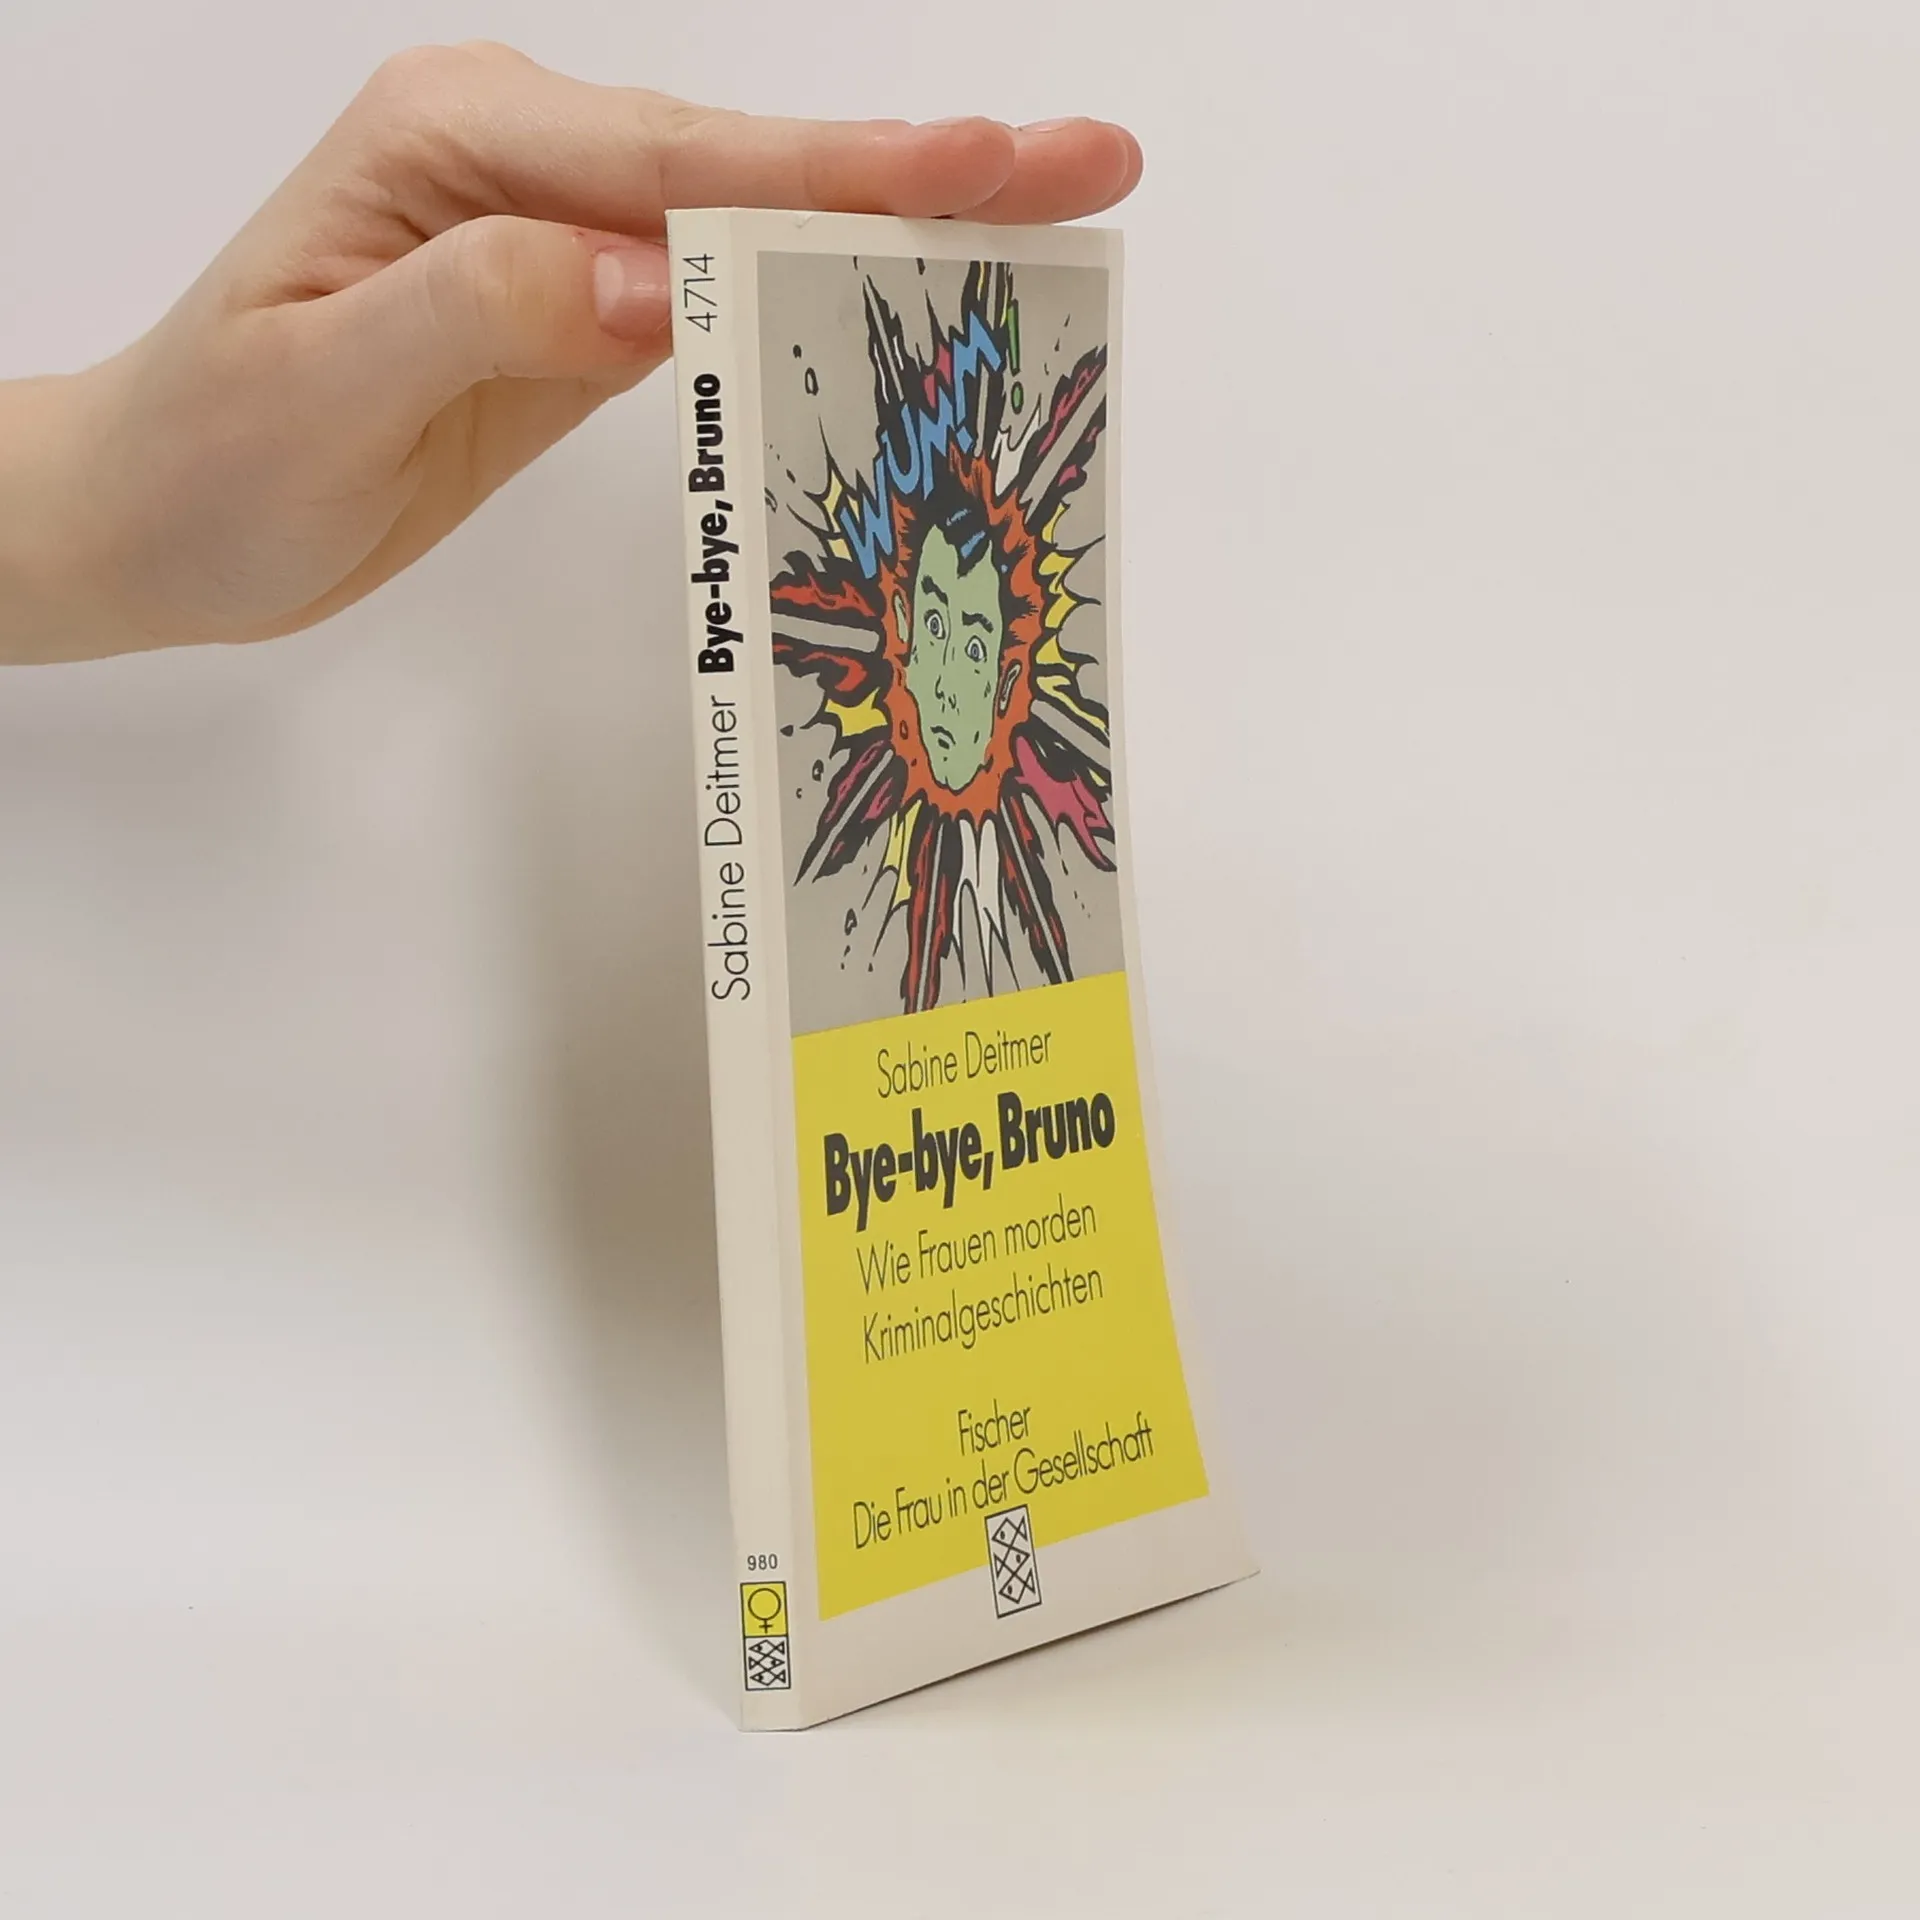 Sabine Deitmer Bye-bye, Bruno 4714
980
WUMM!
Sabine Deitmer
Bye-bye, Bruno
Wie Frauen morden
Kriminalgeschichten
Fischer
Die Frau in der Gesellschaft